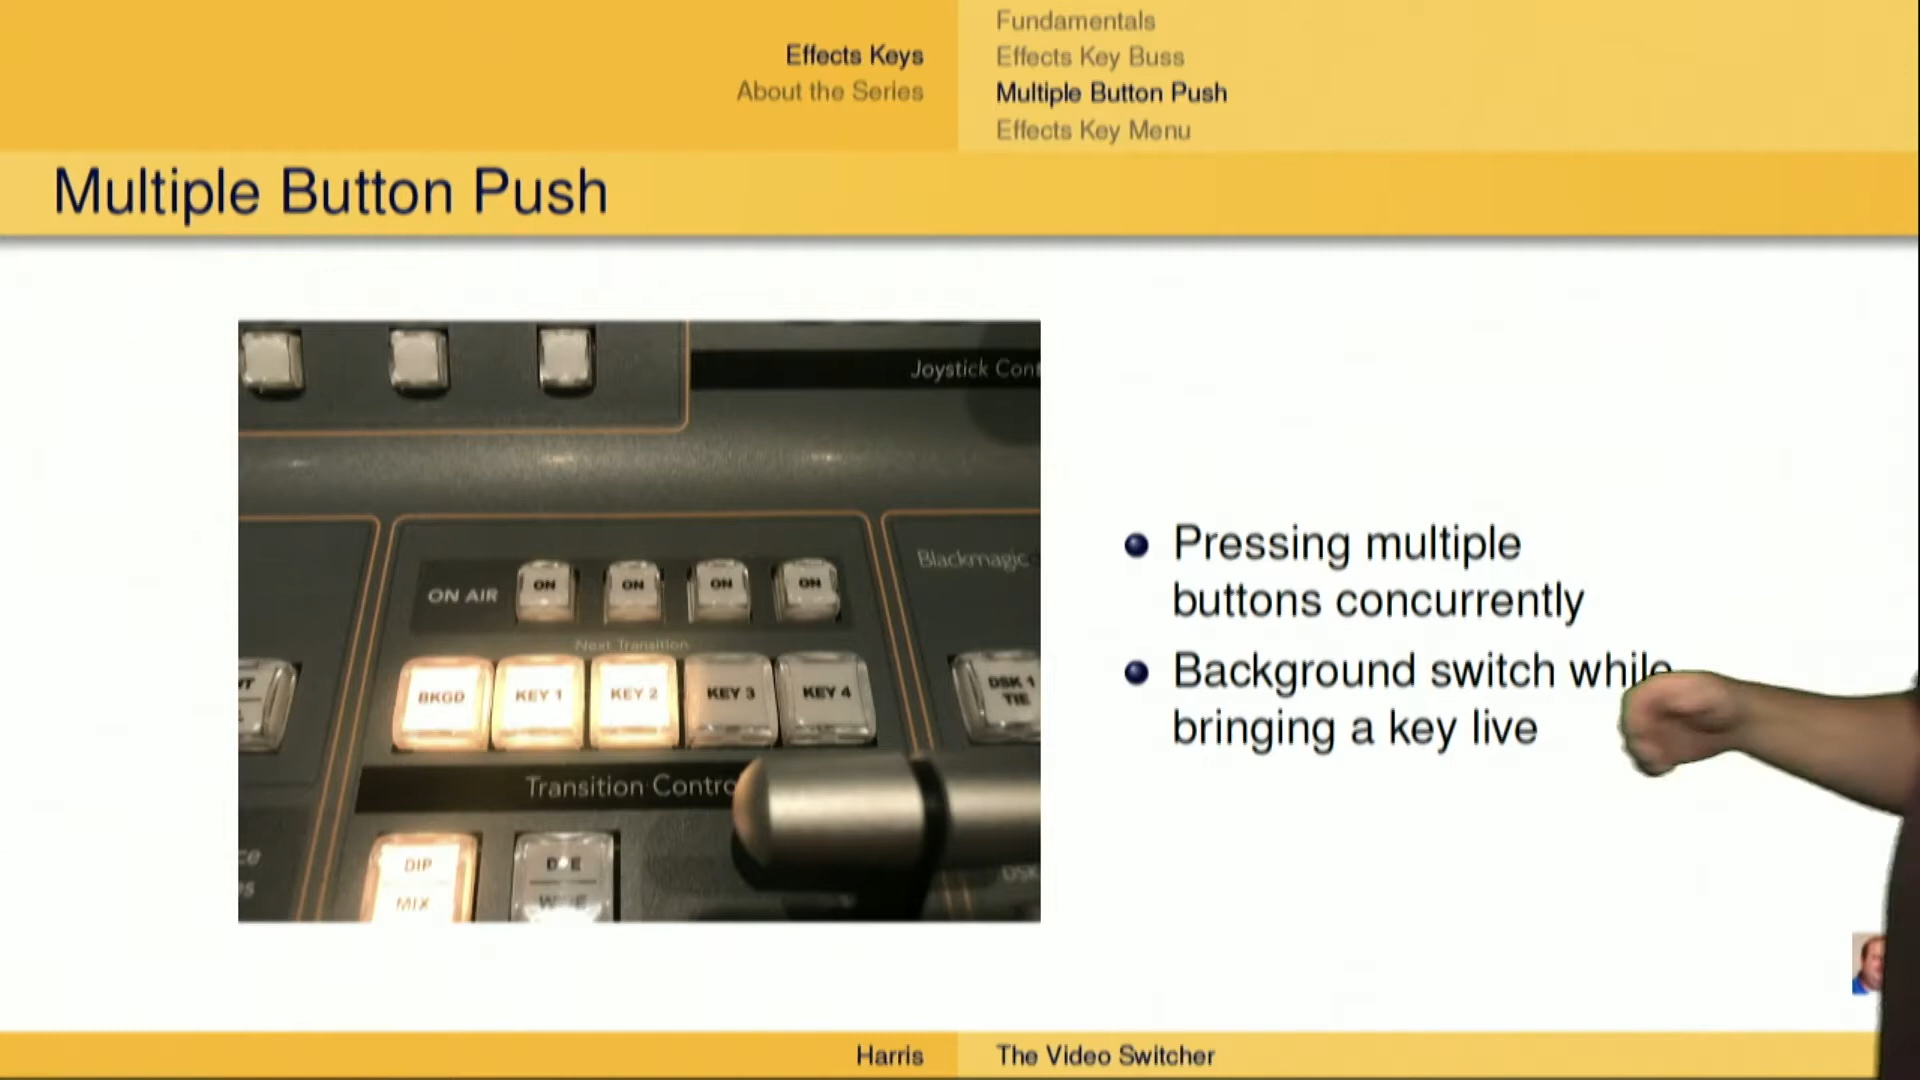 Effects Keys
About the Series
Fundamentals
Effects Key Buss
Multiple Button Push
Effects Key Menu
Multiple Button Push
Joystick Cont
ON AIR
ON
ON
ON
ON
Blackmagic
Next Transition
BKGD
KEY 1
KEY 2
KEY 3
KEY 4
DSK 1
TIE
Transition Contro
DIP
MIX
DSK
Pressing multiple
buttons concurrently
Background switch while
bringing a key live
Harris
The Video Switcher